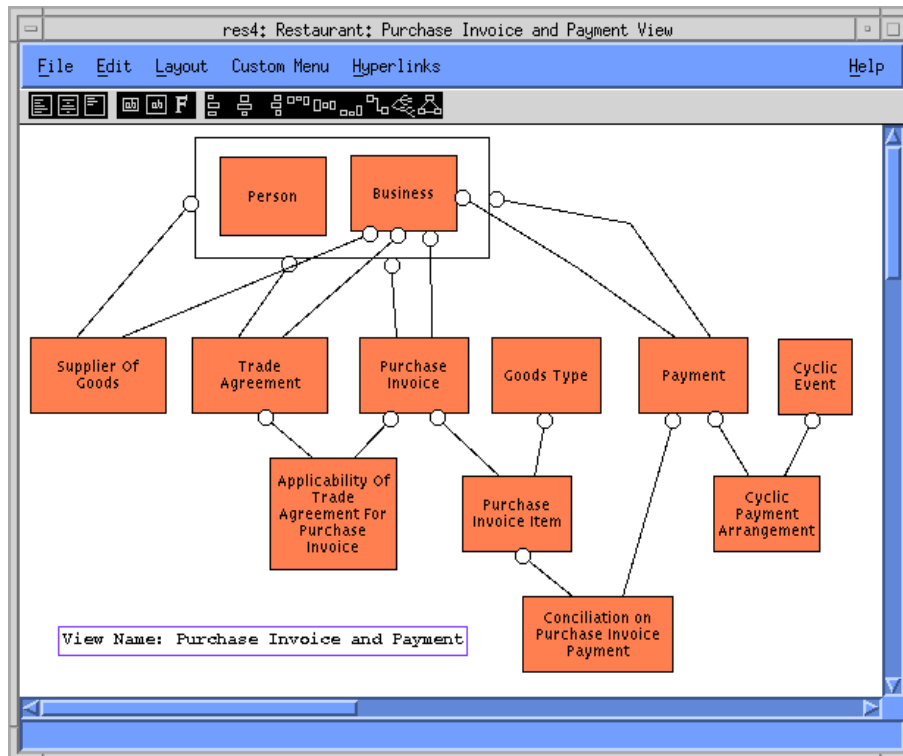 res4: Restaurant: Purchase Invoice and Payment View
File Edit Layout Custom Menu Hyperlinks Help
ab ab F
Person
Business
Supplier Of
Goods
Trade
Agreement
Purchase
Invoice
Goods Type
Payment
Cyclic
Event
Applicability Of
Trade
Agreement For
Purchase
Invoice
Purchase
Invoice Item
Cyclic
Payment
Arrangement
Conciliation on
Purchase Invoice
Payment
View Name: Purchase Invoice and Payment